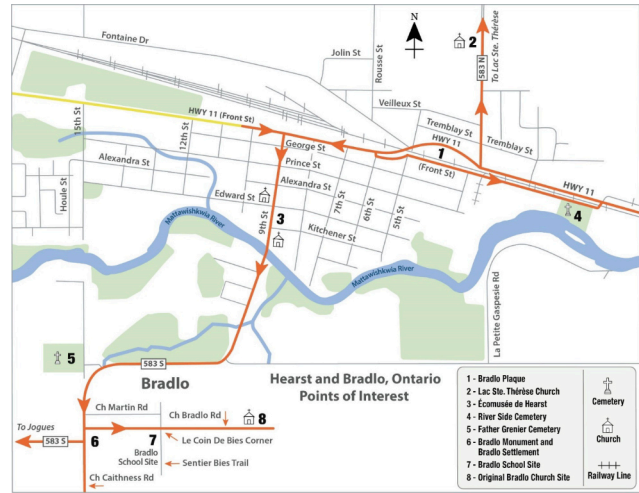 Fontaine Dr
Jolin St
Rousse St
2
To Lac Ste. Thérèse
583 N
N
Veilleux St
Tremblay St
Tremblay St
HWY 11 (Front St)
HWY 11
1
(Front St)
HWY 11
15th St
12th St
George St
Prince St
Alexandra St
Alexandra St
Houle St
Edward St
9th St
3
7th St
6th St
5th St
Kitchener St
4
Mattawishkwia River
Mattawishkwia River
La Petite Gaspesie Rd
5
583 S
Bradlo
Hearst and Bradlo, Ontario
Points of Interest
Ch Martin Rd
Ch Bradlo Rd
8
To Jogues
583 S
6
7
Le Coin De Bies Corner
Bradlo
School Site
Sentier Bies Trail
Ch Caithness Rd
1 - Bradlo Plaque
2 - Lac Ste. Thérèse Church
3 - Écomusée de Hearst
4 - River Side Cemetery
5 - Father Grenier Cemetery
6 - Bradlo Monument and
Bradlo Settlement
7 - Bradlo School Site
8 - Original Bradlo Church Site
Cemetery
Church
Railway Line